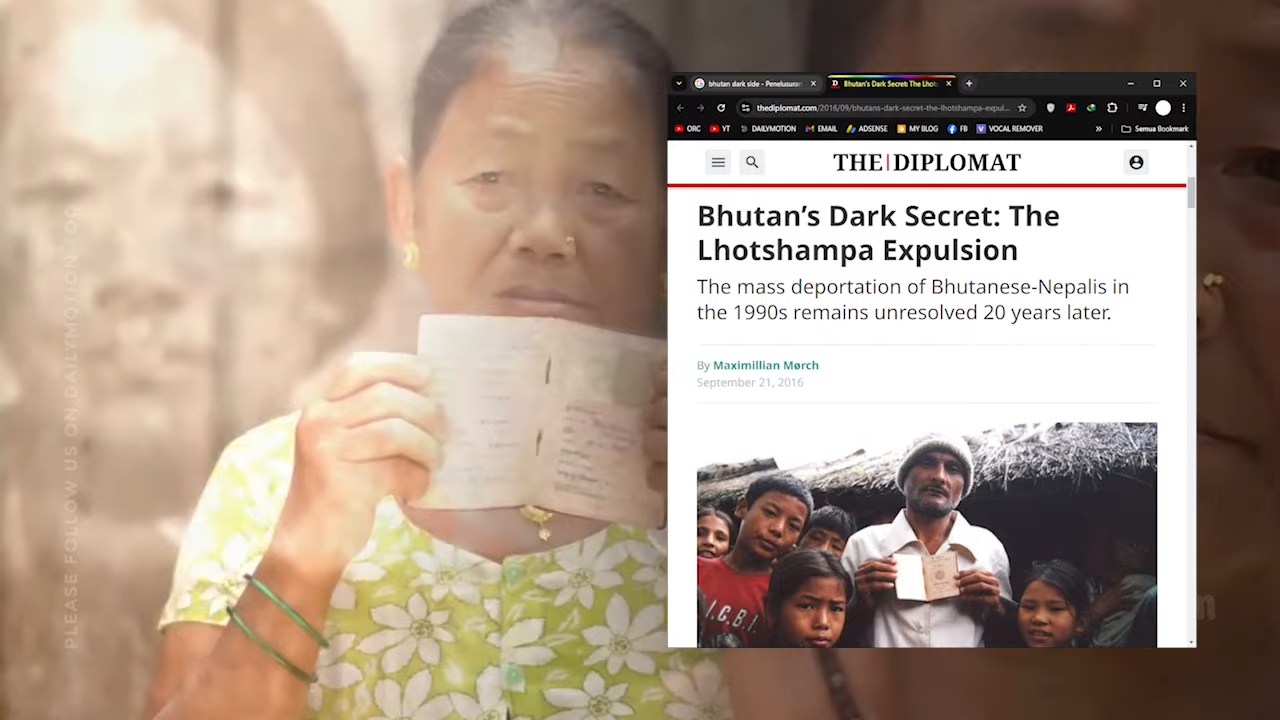 PLEASE FOLLOW US ON DAILYMOTION/OQ
bhutan dark side - Penelusuran
Bhutan's Dark Secret: The Lhot
thediplomat.com/2016/09/bhutans-dark-secret-the-lhotshampa-expul...
ORC
YT
DAILYMOTION
EMAIL
ADSENSE
MY BLOG
FB
VOCAL REMOVER
»
Semua Bookmark
THE|DIPLOMAT
Bhutan's Dark Secret: The
Lhotshampa Expulsion
The mass deportation of Bhutanese-Nepalis in
the 1990s remains unresolved 20 years later.
By Maximillian Mørch
September 21, 2016
I.C.B.I.